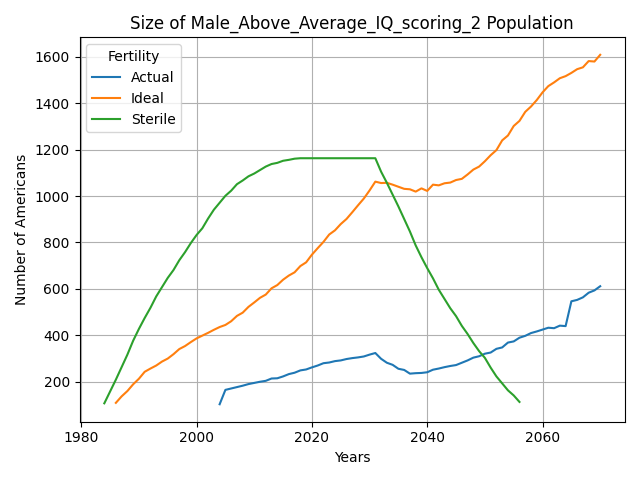 Size of Male_Above_Average_IQ_scoring_2 Population
Fertility
Actual
Ideal
Sterile
Number of Americans
1600
1400
1200
1000
800
600
400
200
1980
2000
2020
2040
2060
Years